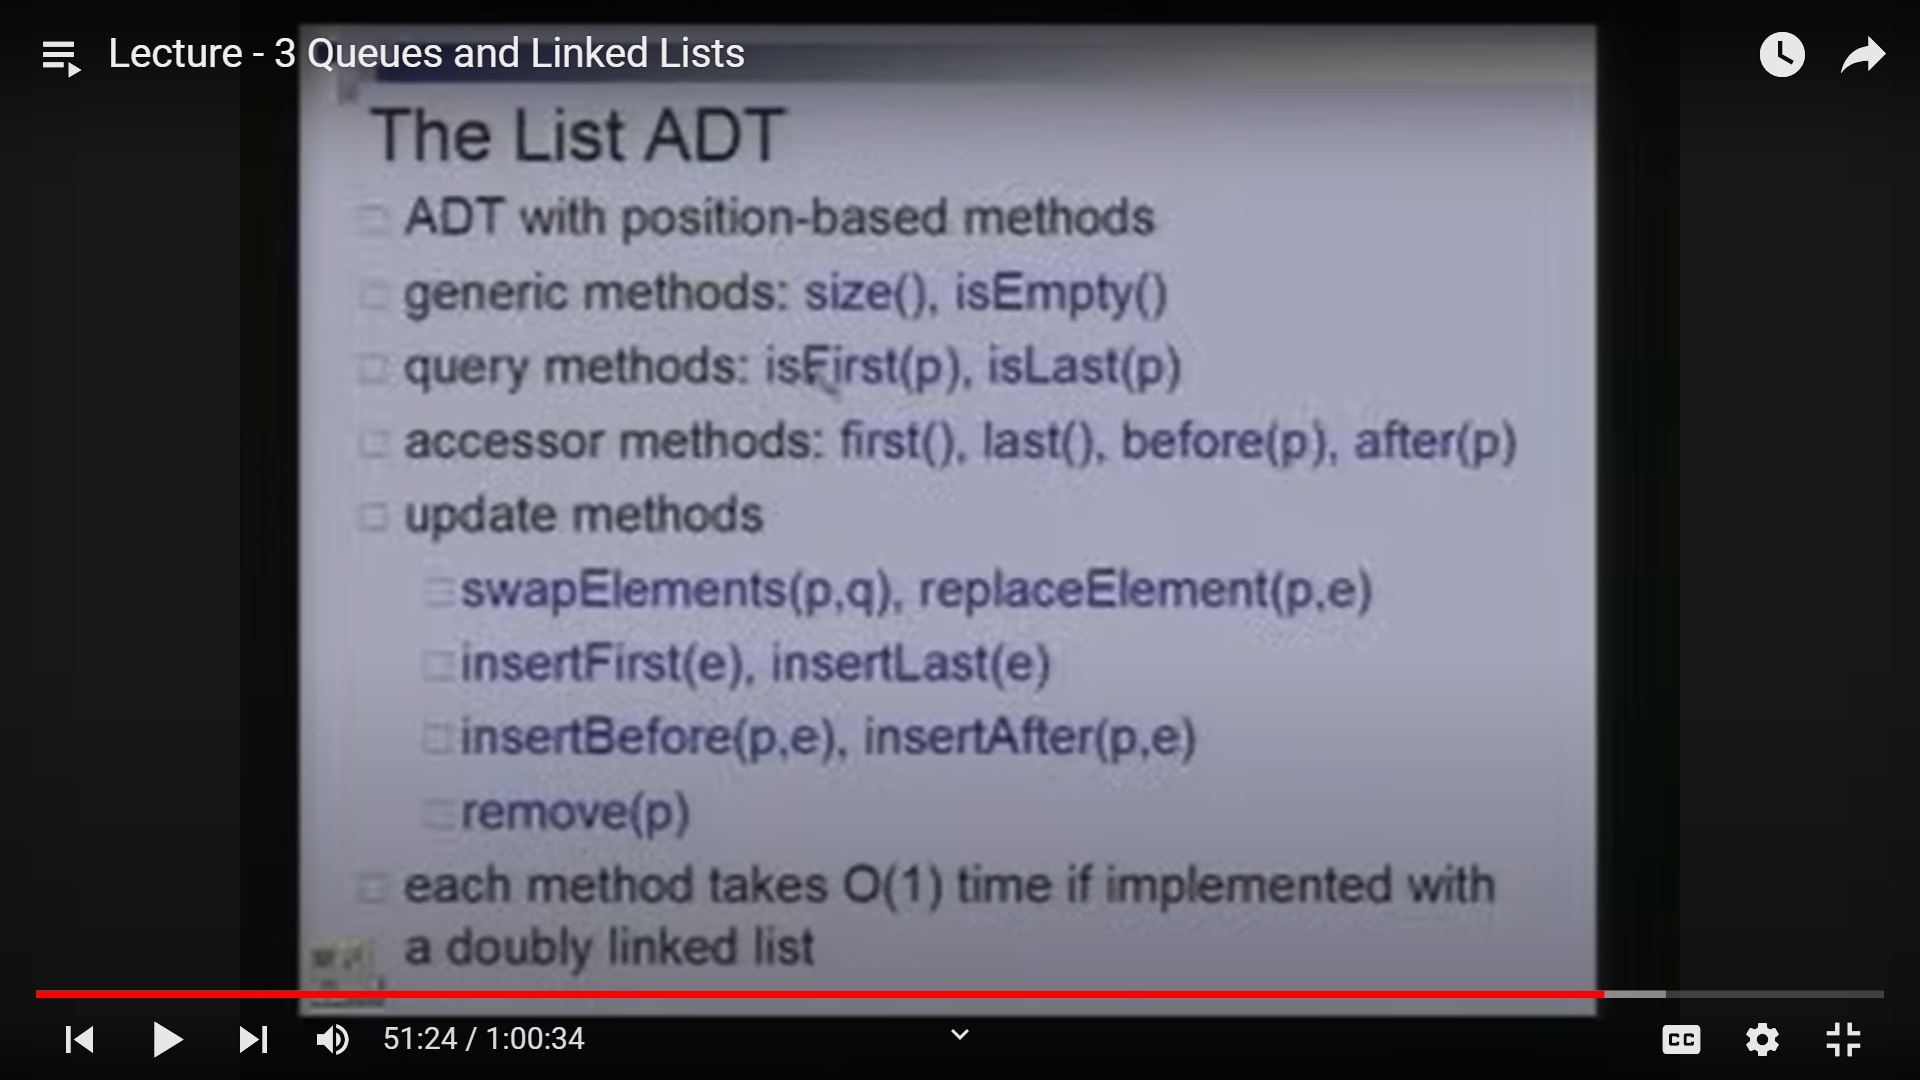 Lecture - 3 Queues and Linked Lists
The List ADT
ADT with position-based methods
generic methods: size(), isEmpty()
query methods: isFirst(p), isLast(p)
accessor methods: first(), last(), before(p), after(p)
update methods
swapElements(p,q), replaceElement(p,e)
insertFirst(e), insertLast(e)
insertBefore(p,e), insertAfter(p,e)
remove(p)
each method takes O(1) time if implemented with
a doubly linked list
51:24 / 1:00:34
CC